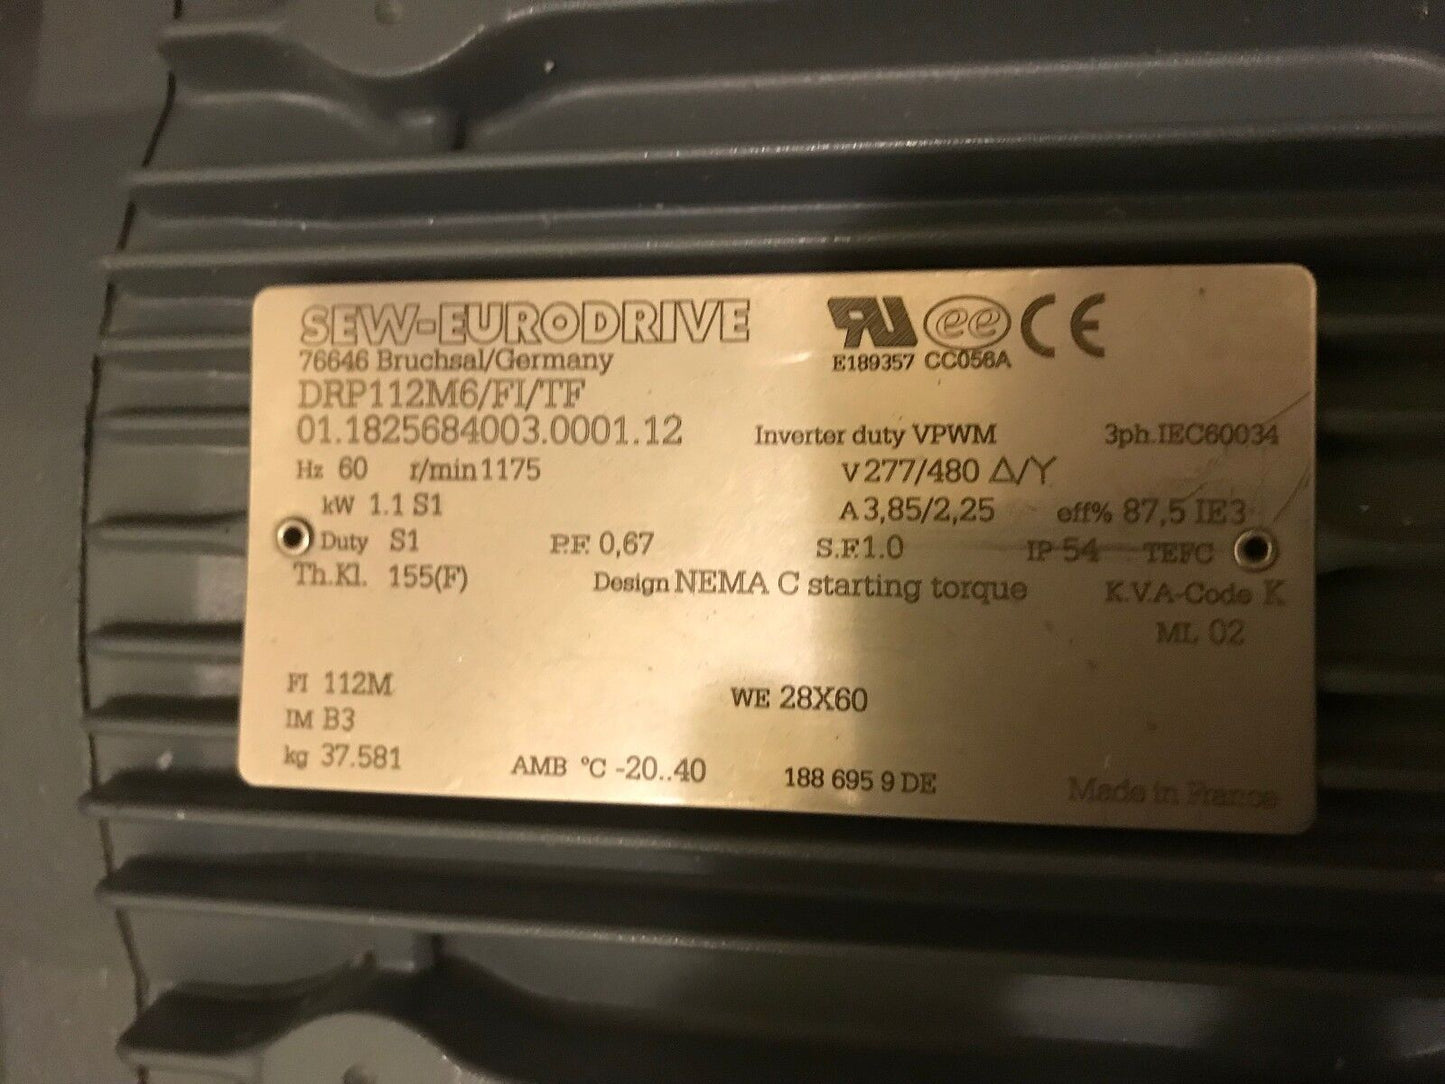 SEW-EURODRIVE
76646 Bruchsal/Germany
E189357 CC056A
DRP112M6/FI/TF
01.1825684003.0001.12 Inverter duty VPWM 3ph.IEC60034
Hz 60 r/min 1175 V 277/480 Δ/Y
kW 1.1 S1 A 3,85/2,25 eff% 87,5 IE3
Duty S1 P.F. 0,67 S.F.1.0 IP 54 TEFC
Th.Kl. 155(F) Design NEMA C starting torque K.V.A-Code K
ML 02
FI 112M WE 28X60
IM B3
kg 37.581 AMB °C -20..40 188 695 9 DE Made in France